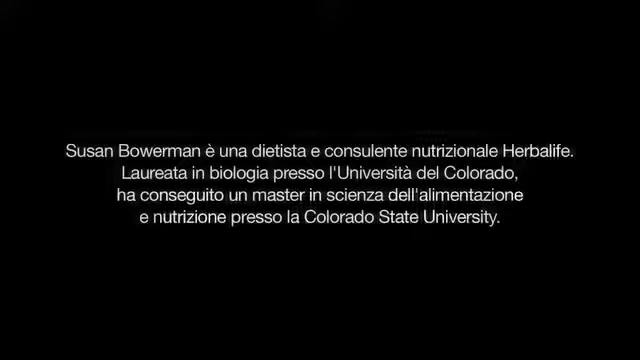 Susan Bowerman è una dietista e consulente nutrizionale Herbalife.
Laureata in biologia presso l'Università del Colorado,
ha conseguito un master in scienza dell'alimentazione
e nutrizione presso la Colorado State University.